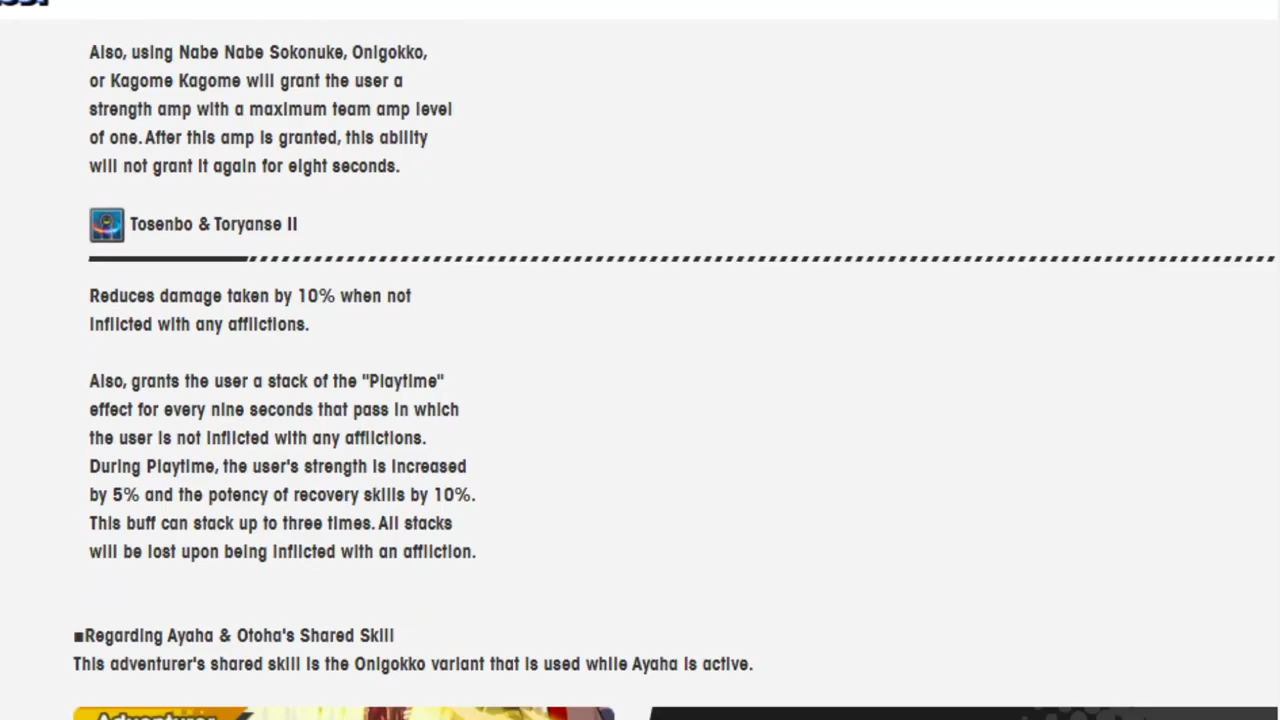 Also, using Nabe Nabe Sokonuke, Onigokko,
or Kagome Kagome will grant the user a
strength amp with a maximum team amp level
of one. After this amp is granted, this ability
will not grant it again for eight seconds.
Tosenbo & Toryanse II
Reduces damage taken by 10% when not
inflicted with any afflictions.
Also, grants the user a stack of the "Playtime"
effect for every nine seconds that pass in which
the user is not inflicted with any afflictions.
During Playtime, the user's strength is increased
by 5% and the potency of recovery skills by 10%.
This buff can stack up to three times. All stacks
will be lost upon being inflicted with an affliction.
■Regarding Ayaha & Otoha's Shared Skill
This adventurer's shared skill is the Onigokko variant that is used while Ayaha is active.
Adventurer